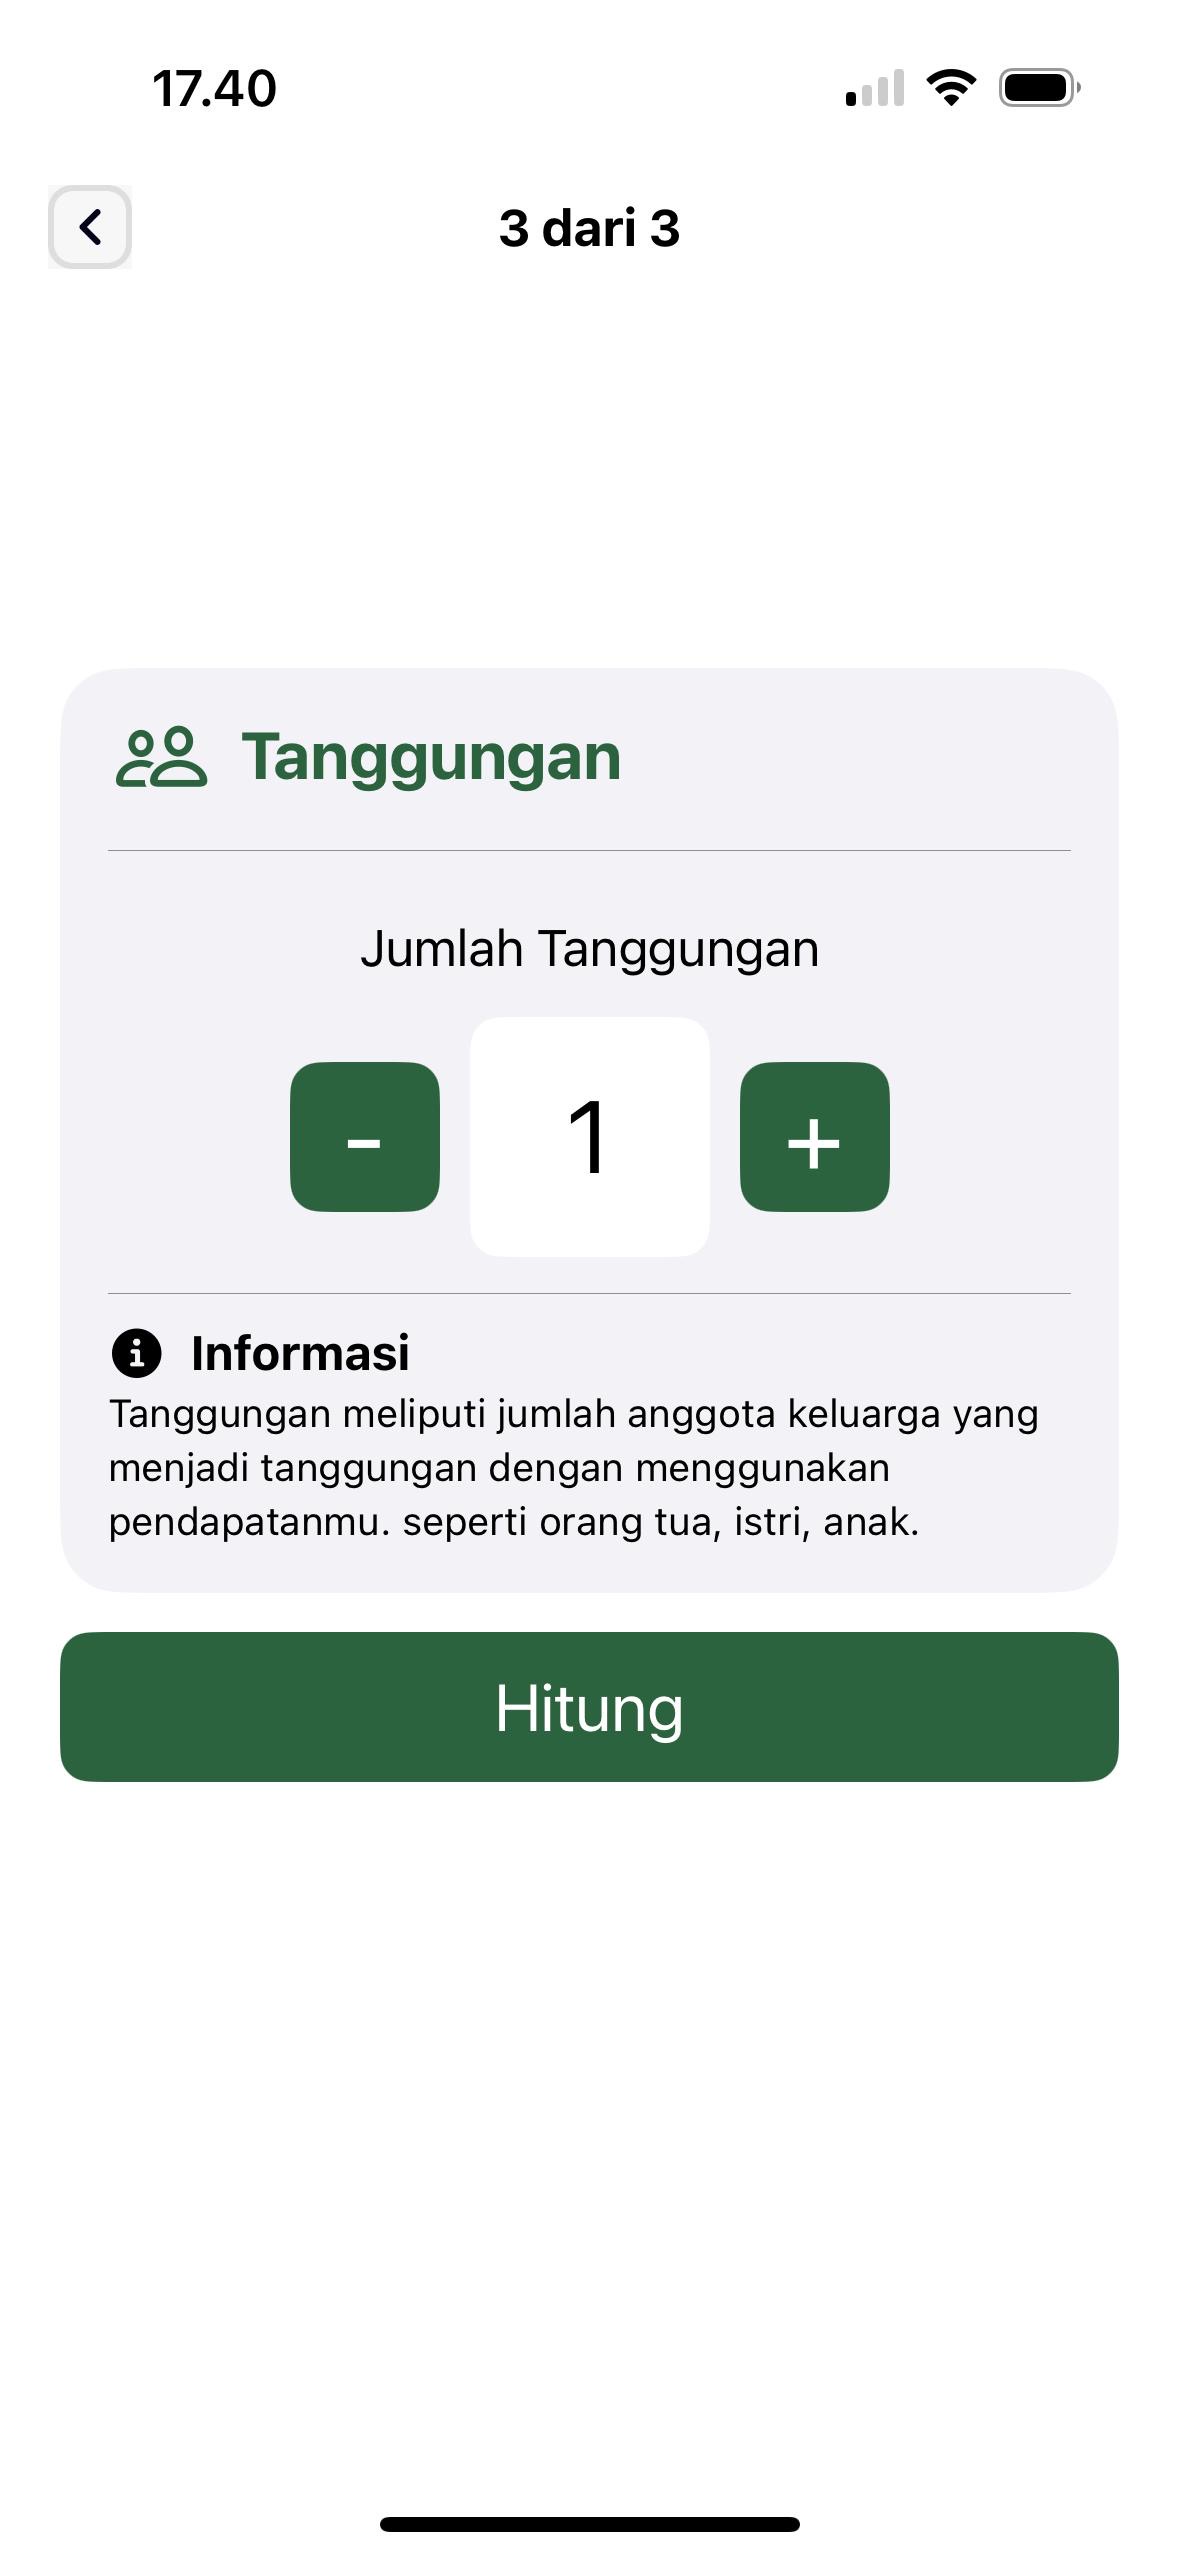 17.40
3 dari 3
Tanggungan
Jumlah Tanggungan
- 1 +
Informasi
Tanggungan meliputi jumlah anggota keluarga yang
menjadi tanggungan dengan menggunakan
pendapatanmu. seperti orang tua, istri, anak.
Hitung